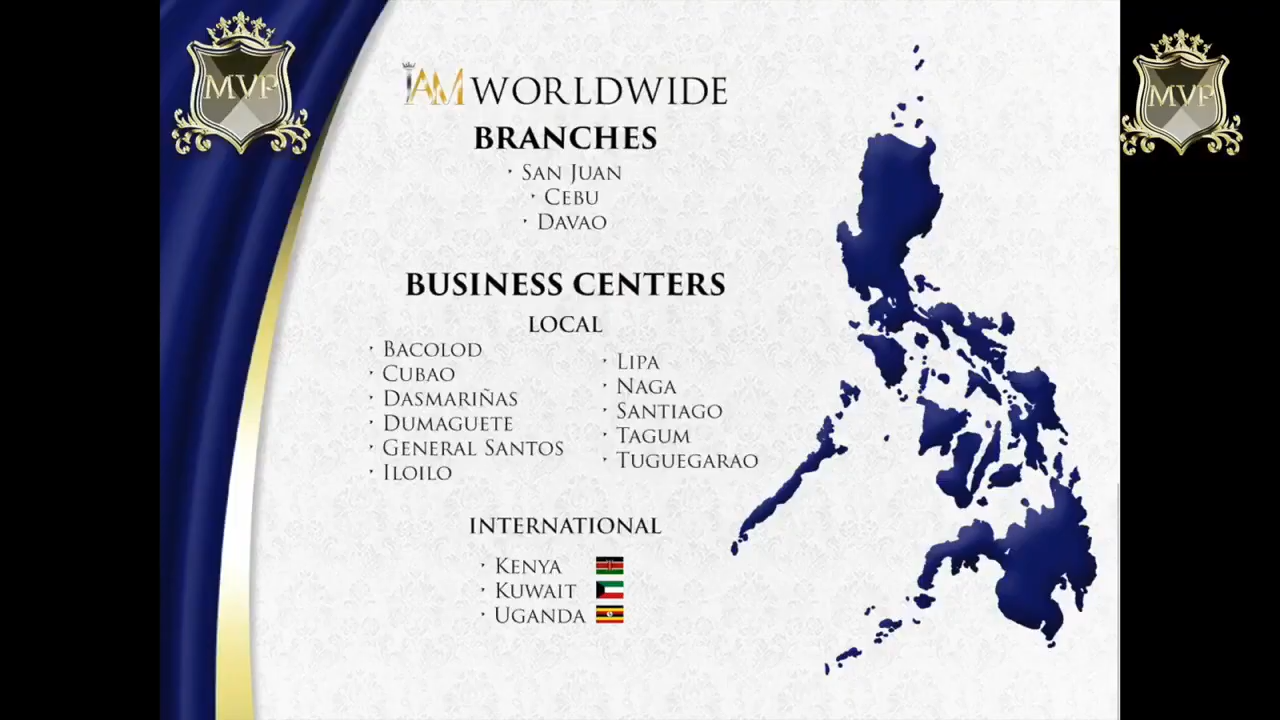 MVP
MVP
IAM WORLDWIDE
BRANCHES
· SAN JUAN
· CEBU
· DAVAO
BUSINESS CENTERS
LOCAL
· BACOLOD
· CUBAO
· DASMARIÑAS
· DUMAGUETE
· GENERAL SANTOS
· ILOILO
· LIPA
· NAGA
· SANTIAGO
· TAGUM
· TUGUEGARAO
INTERNATIONAL
· KENYA
· KUWAIT
· UGANDA